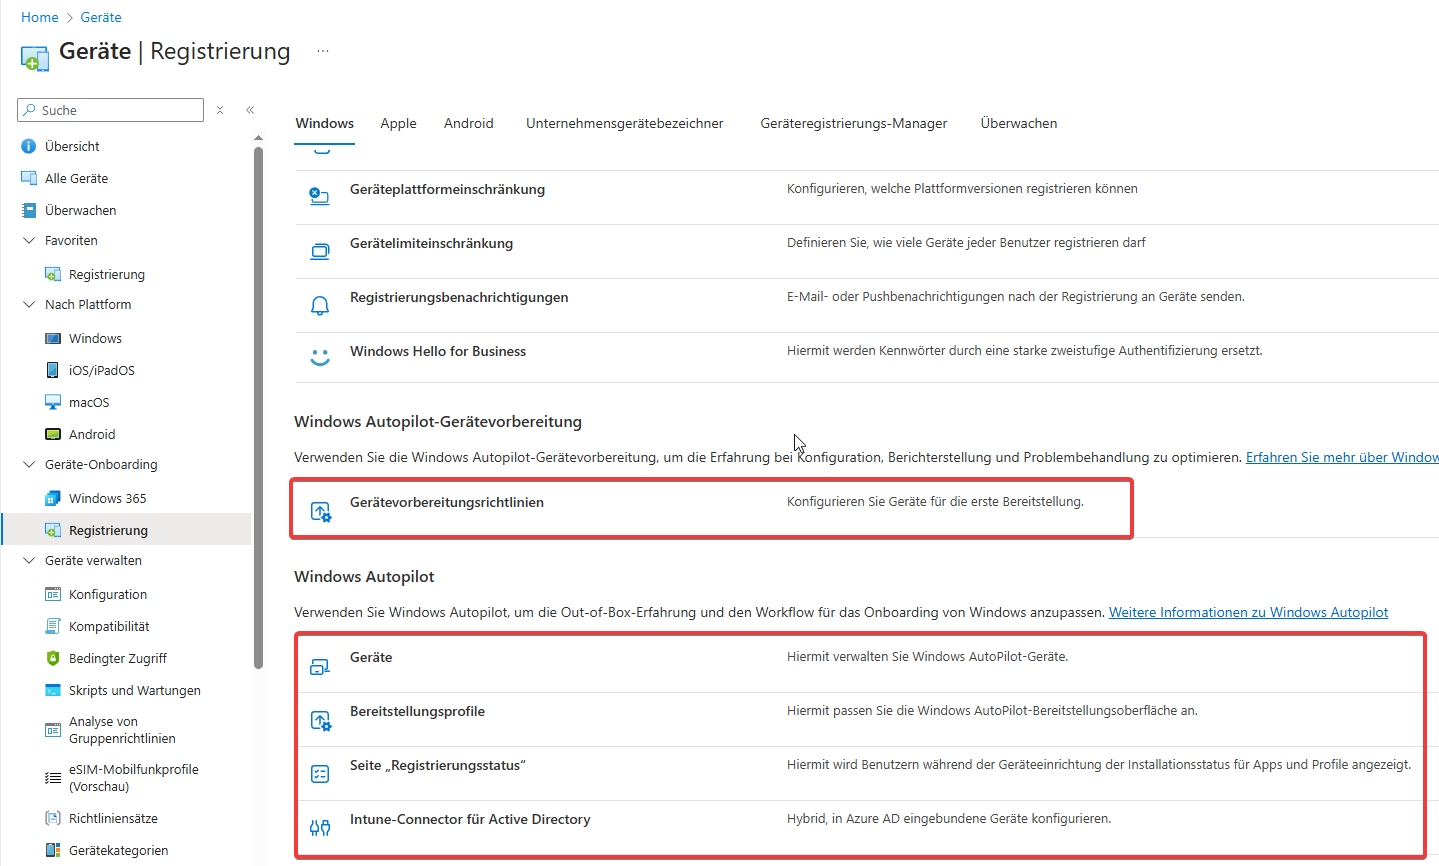 Home > Geräte
Geräte | Registrierung ...
Suche
Übersicht
Alle Geräte
Überwachen
Favoriten
Registrierung
Nach Plattform
Windows
iOS/iPadOS
macOS
Android
Geräte-Onboarding
Windows 365
Registrierung
Geräte verwalten
Konfiguration
Kompatibilität
Bedingter Zugriff
Skripts und Wartungen
Analyse von
Gruppenrichtlinien
eSIM-Mobilfunkprofile
(Vorschau)
Richtliniensätze
Gerätekategorien
Windows Apple Android Unternehmensgerätebezeichner Geräteregistrierungs-Manager Überwachen
Geräteplattformeinschränkung Konfigurieren, welche Plattformversionen registrieren können
Gerätelimiteinschränkung Definieren Sie, wie viele Geräte jeder Benutzer registrieren darf
Registrierungsbenachrichtigungen E-Mail- oder Pushbenachrichtigungen nach der Registrierung an Geräte senden.
Windows Hello for Business Hiermit werden Kennwörter durch eine starke zweistufige Authentifizierung ersetzt.
Windows Autopilot-Gerätevorbereitung
Verwenden Sie die Windows Autopilot-Gerätevorbereitung, um die Erfahrung bei Konfiguration, Berichterstellung und Problembehandlung zu optimieren. Erfahren Sie mehr über Window
Gerätevorbereitungsrichtlinien Konfigurieren Sie Geräte für die erste Bereitstellung.
Windows Autopilot
Verwenden Sie Windows Autopilot, um die Out-of-Box-Erfahrung und den Workflow für das Onboarding von Windows anzupassen. Weitere Informationen zu Windows Autopilot
Geräte Hiermit verwalten Sie Windows AutoPilot-Geräte.
Bereitstellungsprofile Hiermit passen Sie die Windows AutoPilot-Bereitstellungsoberfläche an.
Seite „Registrierungsstatus“ Hiermit wird Benutzern während der Geräteeinrichtung der Installationsstatus für Apps und Profile angezeigt.
Intune-Connector für Active Directory Hybrid, in Azure AD eingebundene Geräte konfigurieren.